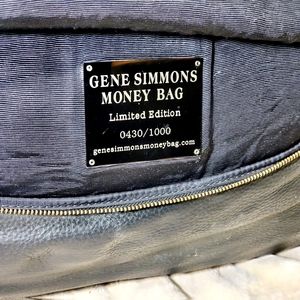 GENE SIMMONS
MONEY BAG
Limited Edition
0430/1000
genesimmonsmoneybag.com